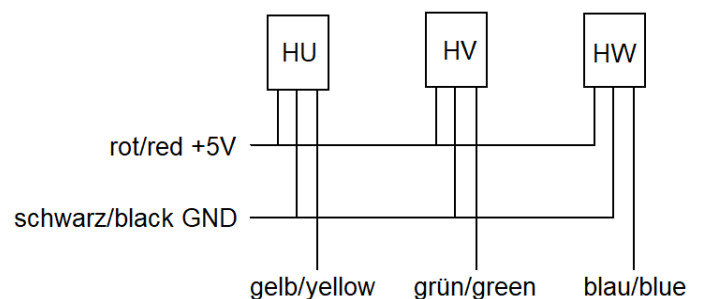 HU
HV
HW
rot/red +5V
schwarz/black GND
gelb/yellow
grün/green
blau/blue